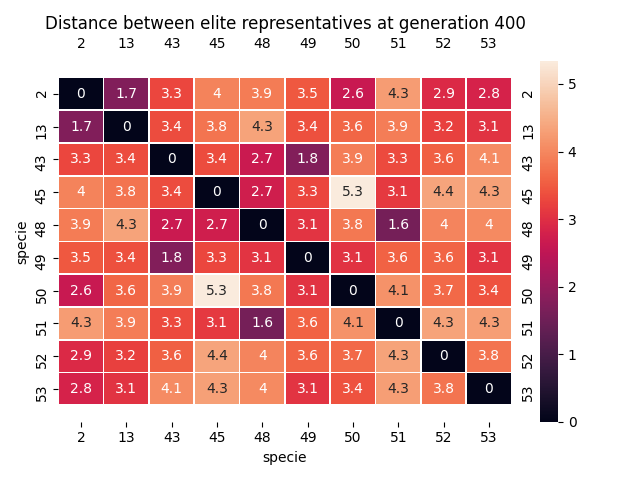 Distance between elite representatives at generation 400
2 13 43 45 48 49 50 51 52 53
2 0 1.7 3.3 4 3.9 3.5 2.6 4.3 2.9 2.8 2
13 1.7 0 3.4 3.8 4.3 3.4 3.6 3.9 3.2 3.1 13
43 3.3 3.4 0 3.4 2.7 1.8 3.9 3.3 3.6 4.1 43
45 4 3.8 3.4 0 2.7 3.3 5.3 3.1 4.4 4.3 45
48 3.9 4.3 2.7 2.7 0 3.1 3.8 1.6 4 4 48
specie
49 3.5 3.4 1.8 3.3 3.1 0 3.1 3.6 3.6 3.1 49
50 2.6 3.6 3.9 5.3 3.8 3.1 0 4.1 3.7 3.4 50
51 4.3 3.9 3.3 3.1 1.6 3.6 4.1 0 4.3 4.3 51
52 2.9 3.2 3.6 4.4 4 3.6 3.7 4.3 0 3.8 52
53 2.8 3.1 4.1 4.3 4 3.1 3.4 4.3 3.8 0 53
2 13 43 45 48 49 50 51 52 53
specie
5
4
3
2
1
0